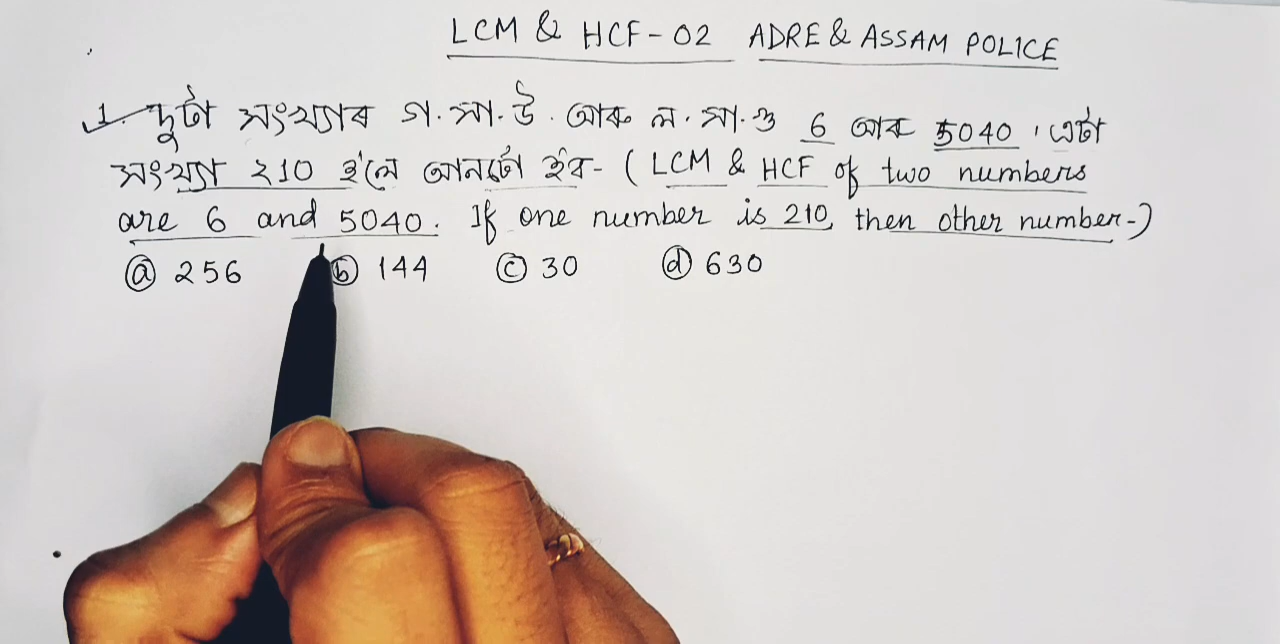 LCM & HCF-02 ADRE & ASSAM POLICE
1. দুটা সংখ্যাৰ গ.সা.উ. আৰু ল.সা.গু 6 আৰু 5040। এটা
সংখ্যা 210 হ'লে আনটো হ'ব- (LCM & HCF of two numbers
are 6 and 5040. If one number is 210, then other number-)
ⓐ 256 ⓑ 144 ⓒ 30 ⓓ 630